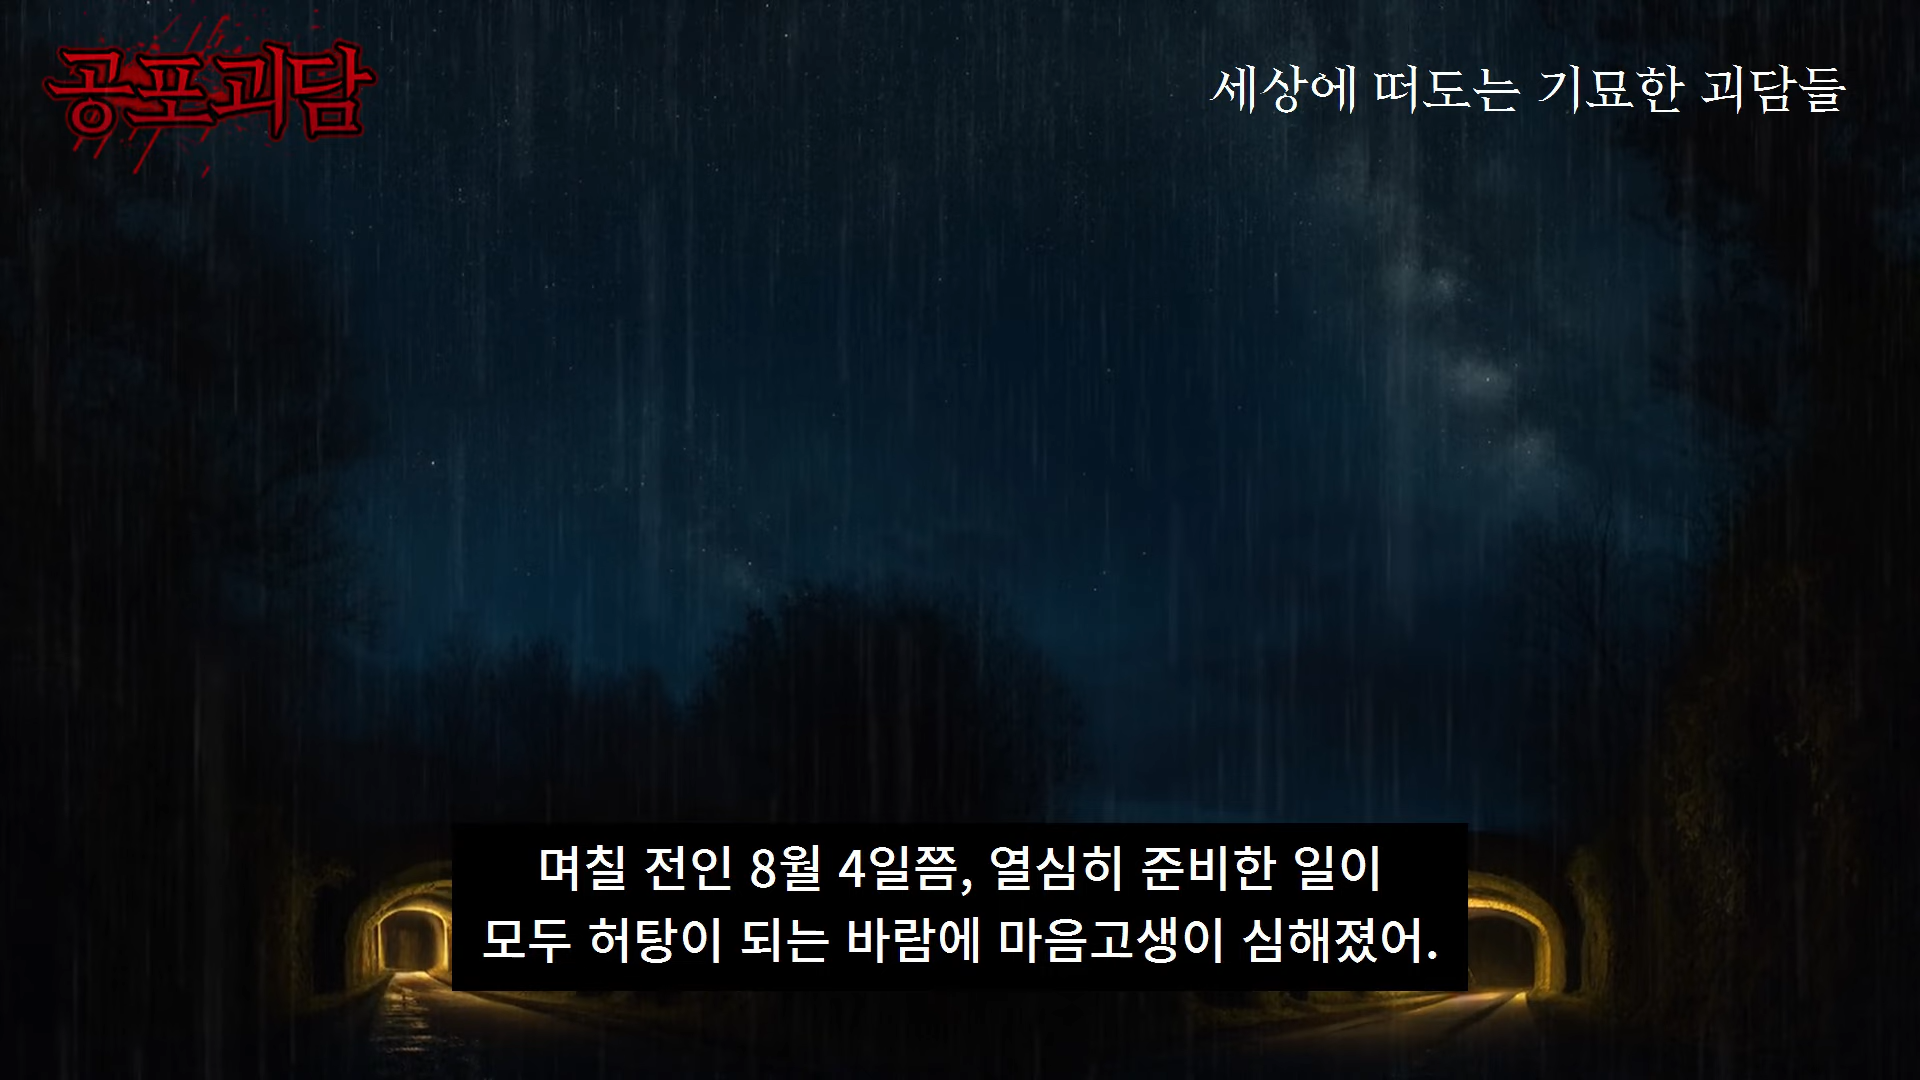 공포괴담
세상에 떠도는 기묘한 괴담들
며칠 전인 8월 4일쯤, 열심히 준비한 일이
모두 허탕이 되는 바람에 마음고생이 심해졌어.